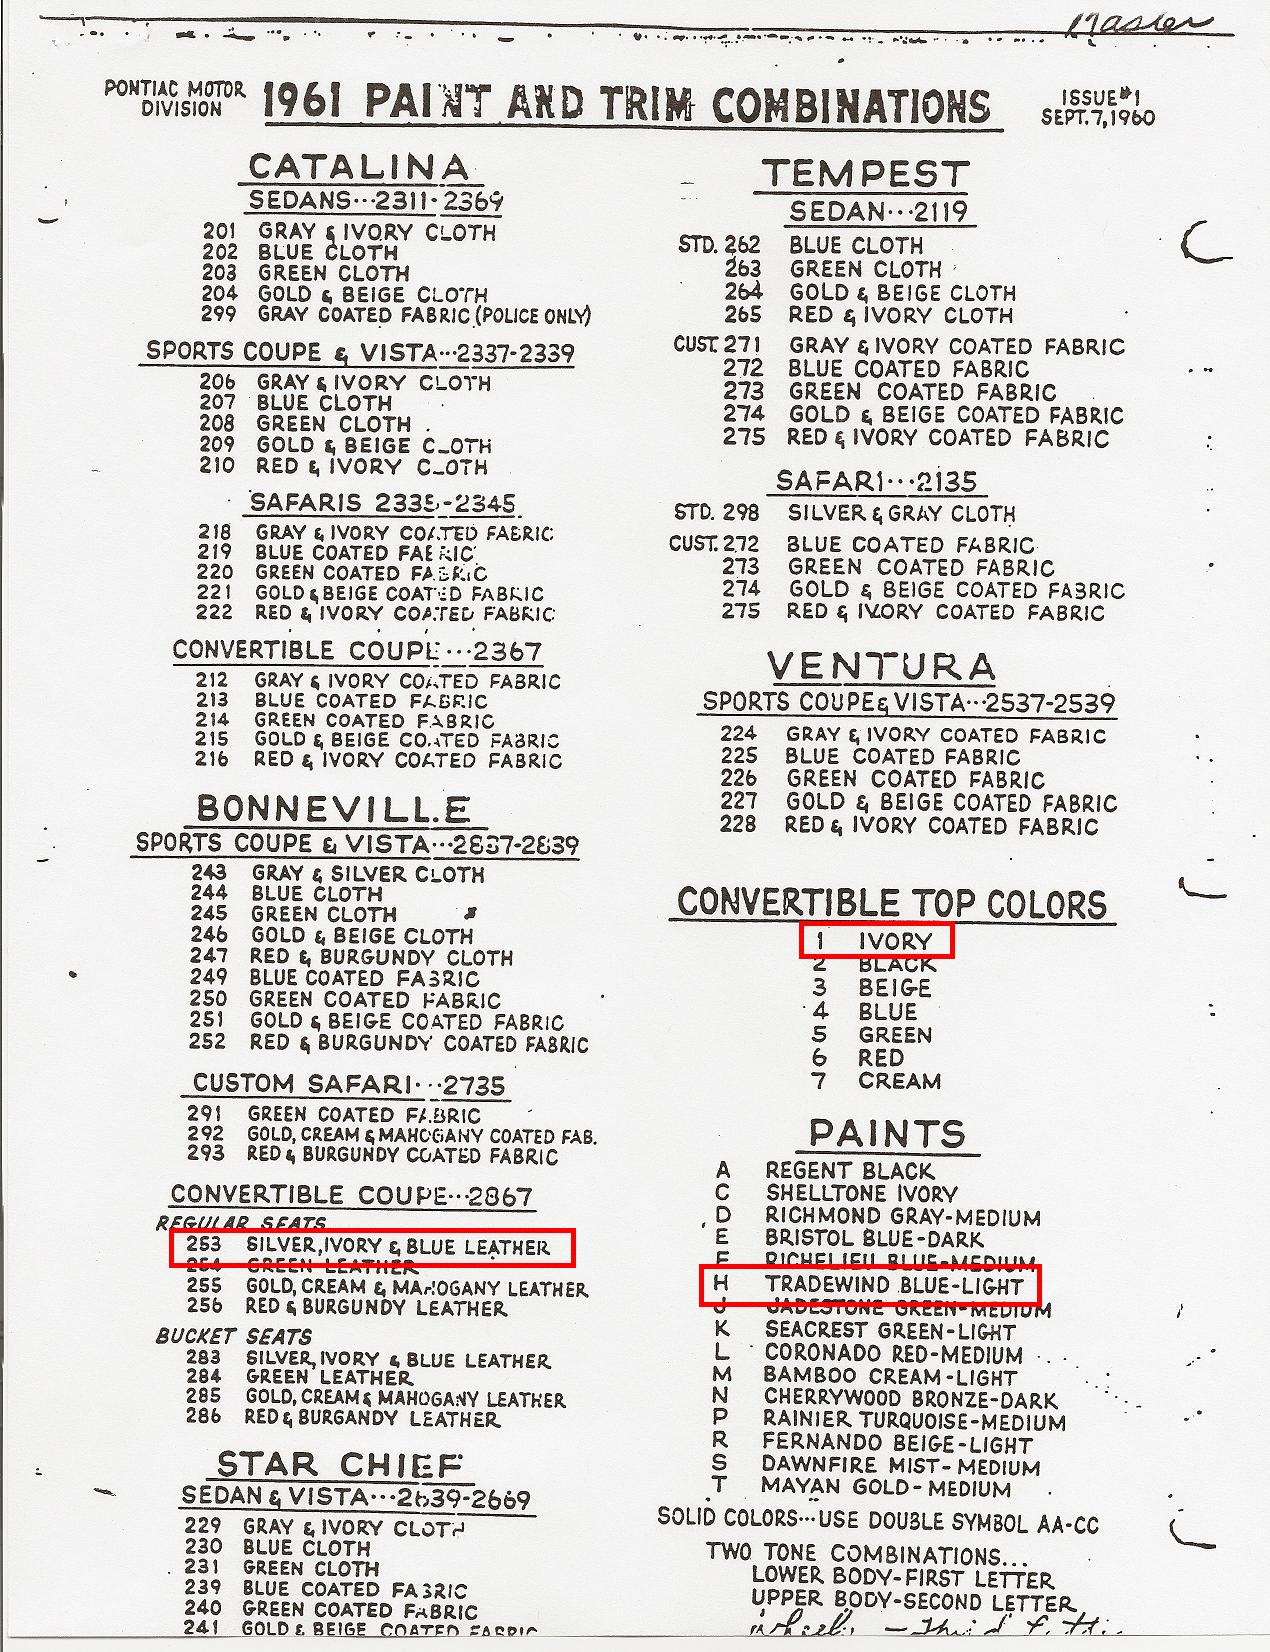 Master
PONTIAC MOTOR
DIVISION
1961 PAINT AND TRIM COMBINATIONS
ISSUE #1
SEPT. 7, 1960
CATALINA
SEDANS...2311-2369
201 GRAY & IVORY CLOTH
202 BLUE CLOTH
203 GREEN CLOTH
204 GOLD & BEIGE CLOTH
299 GRAY COATED FABRIC (POLICE ONLY)
SPORTS COUPE & VISTA...2337-2339
206 GRAY & IVORY CLOTH
207 BLUE CLOTH
208 GREEN CLOTH
209 GOLD & BEIGE CLOTH
210 RED & IVORY CLOTH
SAFARIS 2335-2345
218 GRAY & IVORY COATED FABRIC
219 BLUE COATED FABRIC
220 GREEN COATED FABRIC
221 GOLD & BEIGE COATED FABRIC
222 RED & IVORY COATED FABRIC
CONVERTIBLE COUPE...2367
212 GRAY & IVORY COATED FABRIC
213 BLUE COATED FABRIC
214 GREEN COATED FABRIC
215 GOLD & BEIGE COATED FABRIC
216 RED & IVORY COATED FABRIC
BONNEVILLE
SPORTS COUPE & VISTA...2837-2839
243 GRAY & SILVER CLOTH
244 BLUE CLOTH
245 GREEN CLOTH
246 GOLD & BEIGE CLOTH
247 RED & BURGUNDY CLOTH
249 BLUE COATED FABRIC
250 GREEN COATED FABRIC
251 GOLD & BEIGE COATED FABRIC
252 RED & BURGUNDY COATED FABRIC
CUSTOM SAFARI...2735
291 GREEN COATED FABRIC
292 GOLD, CREAM & MAHOGANY COATED FAB.
293 RED & BURGUNDY COATED FABRIC
CONVERTIBLE COUPE...2867
REGULAR SEATS
253 SILVER, IVORY & BLUE LEATHER
254 GREEN LEATHER
255 GOLD, CREAM & MAHOGANY LEATHER
256 RED & BURGUNDY LEATHER
BUCKET SEATS
283 SILVER, IVORY & BLUE LEATHER
284 GREEN LEATHER
285 GOLD, CREAM & MAHOGANY LEATHER
286 RED & BURGANDY LEATHER
STAR CHIEF
SEDAN & VISTA...2639-2669
229 GRAY & IVORY CLOTH
230 BLUE CLOTH
231 GREEN CLOTH
239 BLUE COATED FABRIC
240 GREEN COATED FABRIC
241 GOLD & BEIGE COATED FABRIC
TEMPEST
SEDAN...2119
STD. 262 BLUE CLOTH
263 GREEN CLOTH
264 GOLD & BEIGE CLOTH
265 RED & IVORY CLOTH
CUST. 271 GRAY & IVORY COATED FABRIC
272 BLUE COATED FABRIC
273 GREEN COATED FABRIC
274 GOLD & BEIGE COATED FABRIC
275 RED & IVORY COATED FABRIC
SAFARI...2135
STD. 298 SILVER & GRAY CLOTH
CUST. 272 BLUE COATED FABRIC
273 GREEN COATED FABRIC
274 GOLD & BEIGE COATED FABRIC
275 RED & IVORY COATED FABRIC
VENTURA
SPORTS COUPE & VISTA...2537-2539
224 GRAY & IVORY COATED FABRIC
225 BLUE COATED FABRIC
226 GREEN COATED FABRIC
227 GOLD & BEIGE COATED FABRIC
228 RED & IVORY COATED FABRIC
CONVERTIBLE TOP COLORS
1 IVORY
2 BLACK
3 BEIGE
4 BLUE
5 GREEN
6 RED
7 CREAM
PAINTS
A REGENT BLACK
C SHELLTONE IVORY
D RICHMOND GRAY-MEDIUM
E BRISTOL BLUE-DARK
F RICHELIEU BLUE-MEDIUM
H TRADEWIND BLUE-LIGHT
J JADESTONE GREEN-MEDIUM
K SEACREST GREEN-LIGHT
L CORONADO RED-MEDIUM
M BAMBOO CREAM-LIGHT
N CHERRYWOOD BRONZE-DARK
P RAINIER TURQUOISE-MEDIUM
R FERNANDO BEIGE-LIGHT
S DAWNFIRE MIST-MEDIUM
T MAYAN GOLD-MEDIUM
SOLID COLORS...USE DOUBLE SYMBOL AA-CC
TWO TONE COMBINATIONS...
LOWER BODY-FIRST LETTER
UPPER BODY-SECOND LETTER
Wheels - Third